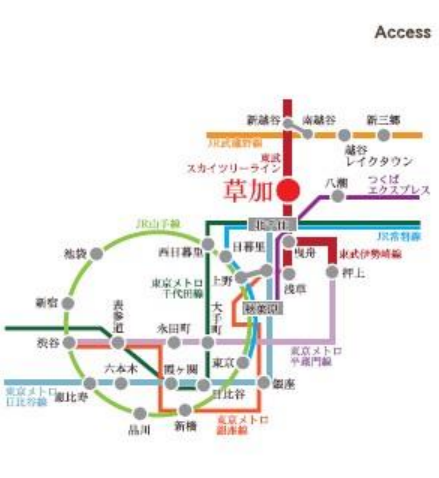 Access
新越谷
南越谷
新三郷
JR武蔵野線
越谷
レイクタウン
東武
スカイツリーライン
草加
八潮
つくば
エクスプレス
北千住
JR常磐線
JR山手線
西日暮里
日暮里
曳舟
東武伊勢崎線
池袋
上野
浅草
押上
東京メトロ
千代田線
秋葉原
新宿
表参道
永田町
大手町
渋谷
東京
東京メトロ
半蔵門線
六本木
霞ヶ関
銀座
東京メトロ
日比谷線
恵比寿
日比谷
品川
新橋
東京メトロ
銀座線